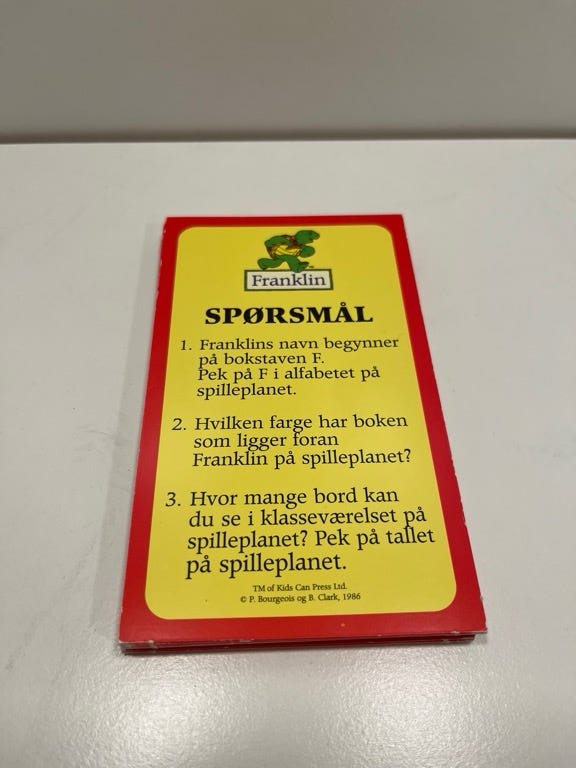 Franklin
SPØRSMÅL
1. Franklins navn begynner
på bokstaven F.
Pek på F i alfabetet på
spilleplanet.
2. Hvilken farge har boken
som ligger foran
Franklin på spilleplanet?
3. Hvor mange bord kan
du se i klasseværelset på
spilleplanet? Pek på tallet
på spilleplanet.
TM of Kids Can Press Ltd.
© P. Bourgeois og B. Clark, 1986